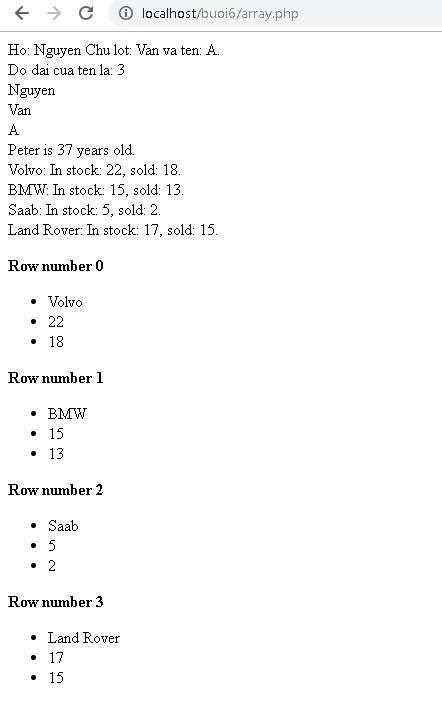 localhost/buoi6/array.php
Ho: Nguyen Chu lot: Van va ten: A.
Do dai cua ten la: 3
Nguyen
Van
A
Peter is 37 years old.
Volvo: In stock: 22, sold: 18.
BMW: In stock: 15, sold: 13.
Saab: In stock: 5, sold: 2.
Land Rover: In stock: 17, sold: 15.
Row number 0
• Volvo
• 22
• 18
Row number 1
• BMW
• 15
• 13
Row number 2
• Saab
• 5
• 2
Row number 3
• Land Rover
• 17
• 15